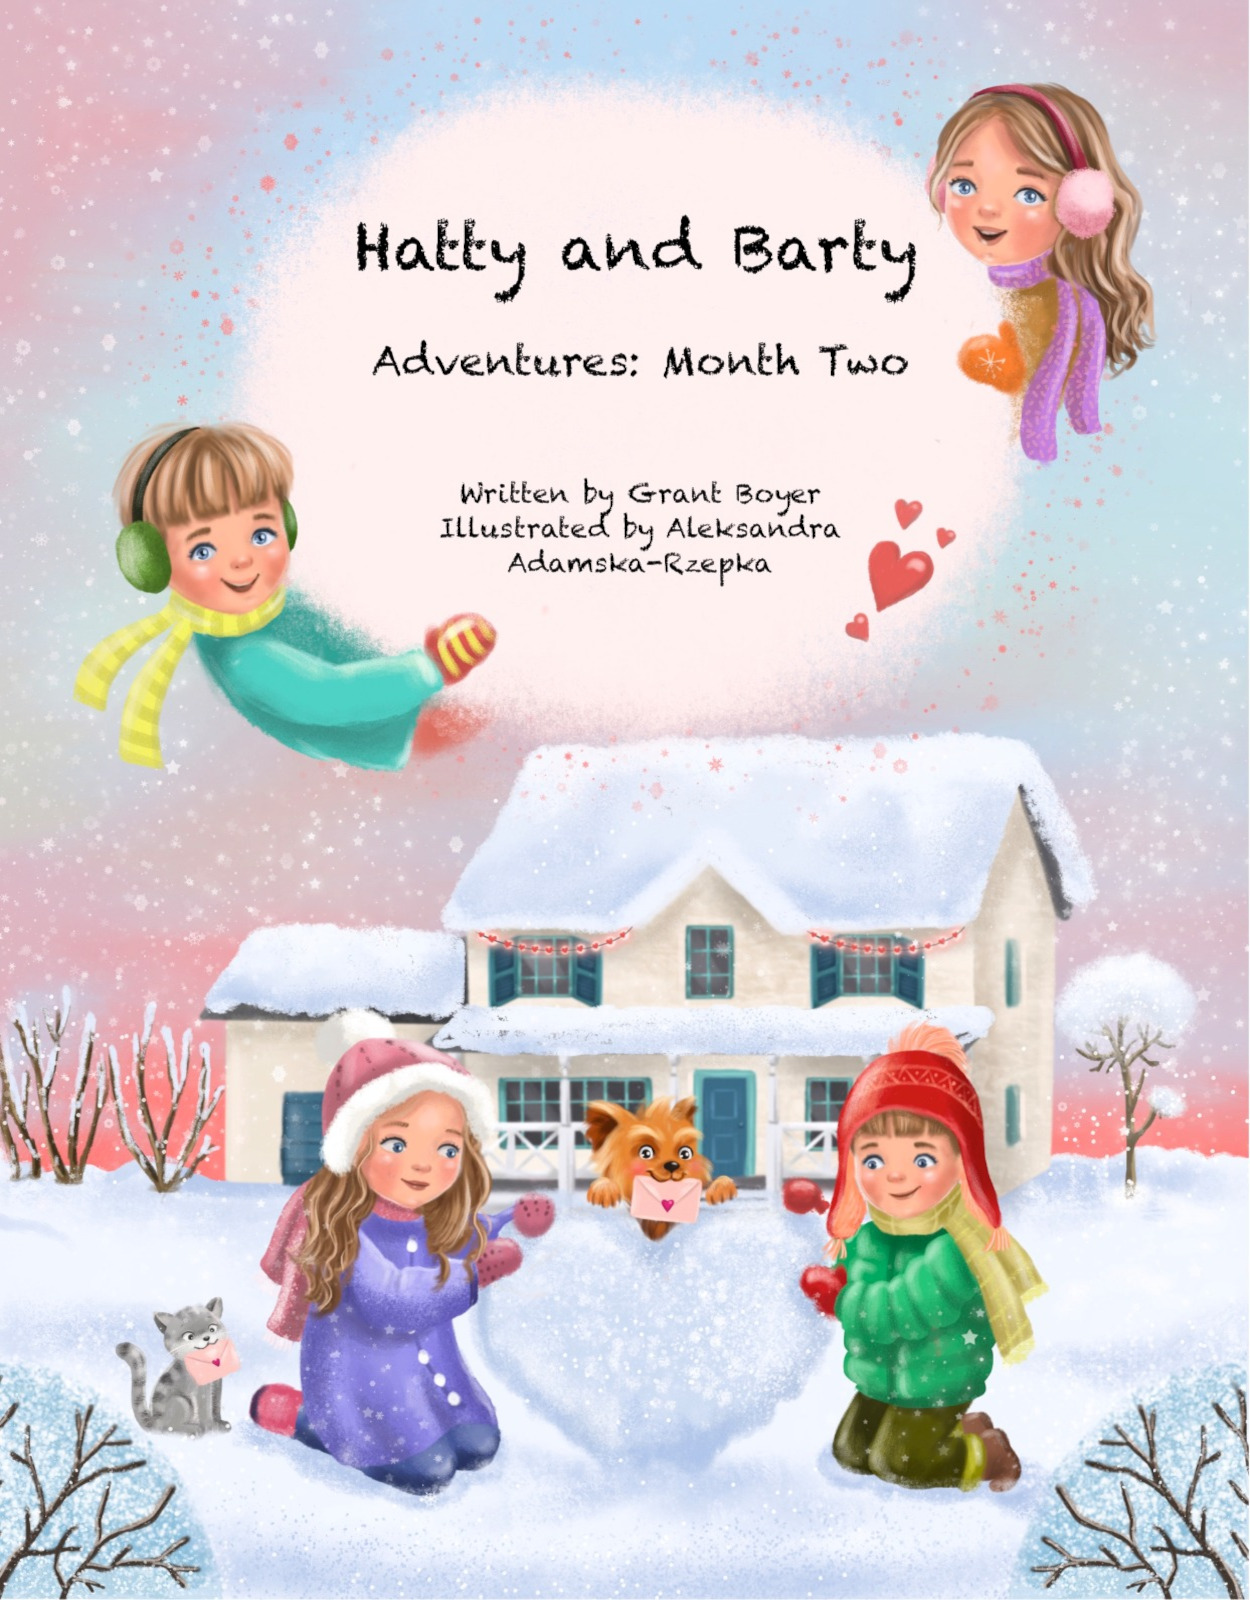 Hatty and Barty
Adventures: Month Two
Written by Grant Boyer
Illustrated by Aleksandra
Adamska-Rzepka